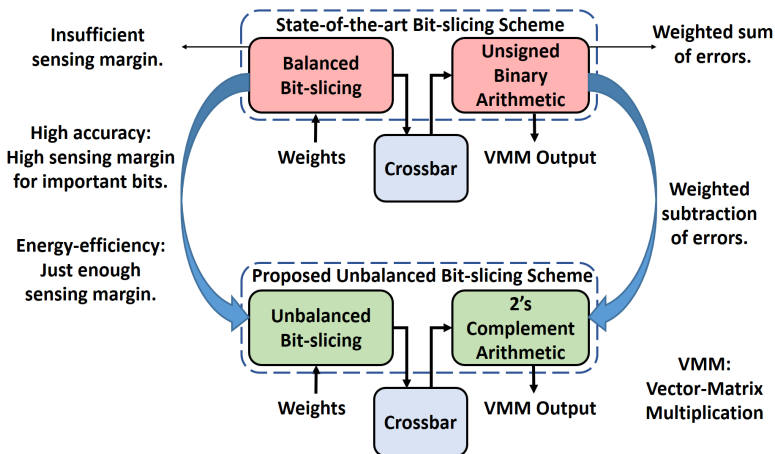 State-of-the-art Bit-slicing Scheme
Insufficient
sensing margin.
Balanced
Bit-slicing
Unsigned
Binary
Arithmetic
Weighted sum
of errors.
High accuracy:
High sensing margin
for important bits.
Weights
Crossbar
VMM Output
Weighted
subtraction
of errors.
Energy-efficiency:
Just enough
sensing margin.
Proposed Unbalanced Bit-slicing Scheme
Unbalanced
Bit-slicing
2's
Complement
Arithmetic
Weights
Crossbar
VMM Output
VMM:
Vector-Matrix
Multiplication